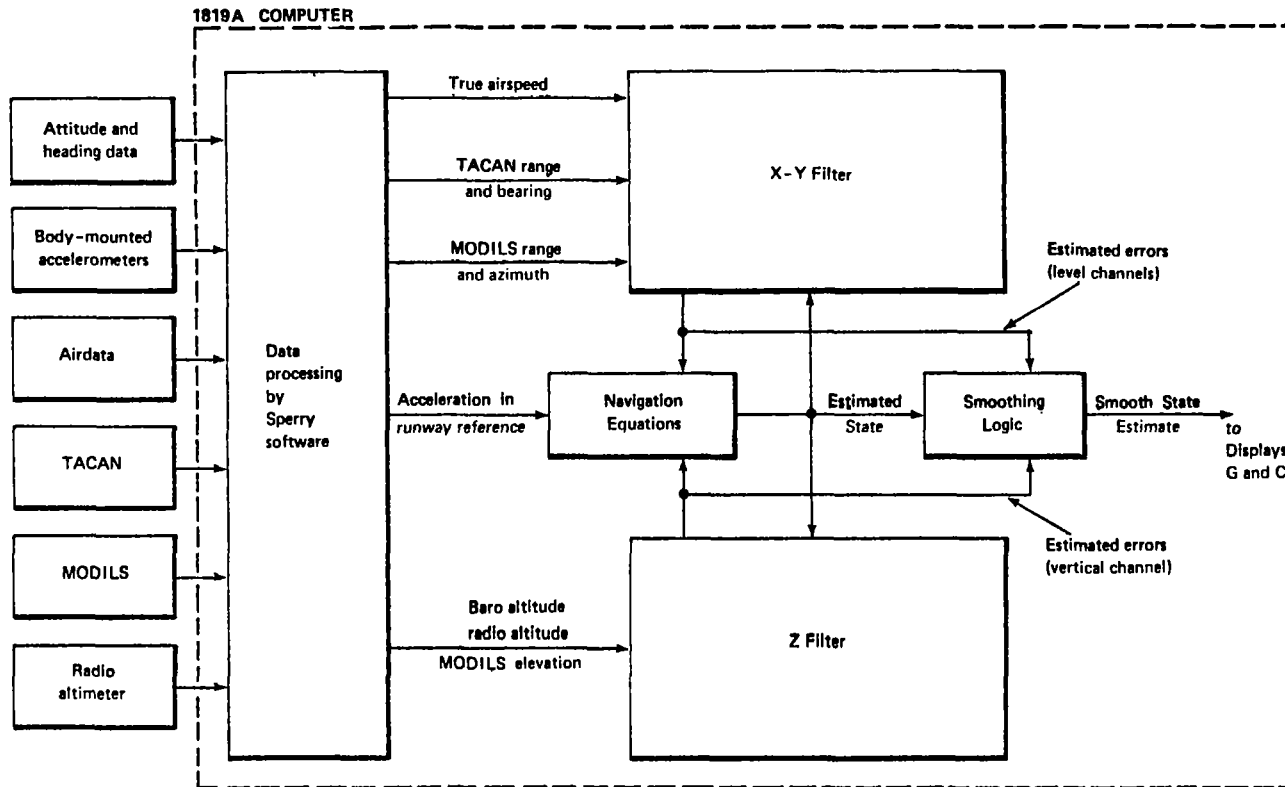 1819A COMPUTER
Attitude and
heading data
Body-mounted
accelerometers
Airdata
TACAN
MODILS
Radio
altimeter
Data
processing
by
Sperry
software
True airspeed
TACAN range
and bearing
MODILS range
and azimuth
Acceleration in
runway reference
Baro altitude
radio altitude
MODILS elevation
X-Y Filter
Estimated errors
(level channels)
Navigation
Equations
Estimated
State
Smoothing
Logic
Smooth State
Estimate
to
Displays
G and C
Estimated errors
(vertical channel)
Z Filter